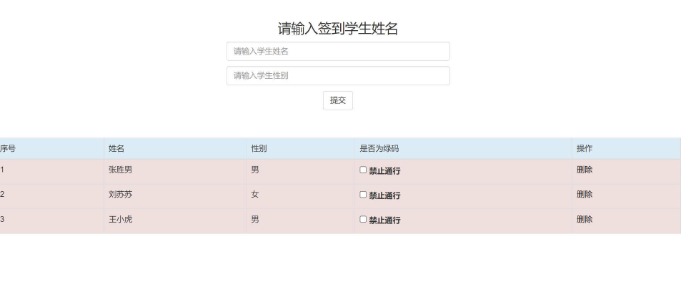 请输入签到学生姓名
请输入学生姓名
请输入学生性别
提交
序号 姓名 性别 是否为绿码 操作
1 张胜男 男 禁止通行 删除
2 刘苏苏 女 禁止通行 删除
3 王小虎 男 禁止通行 删除